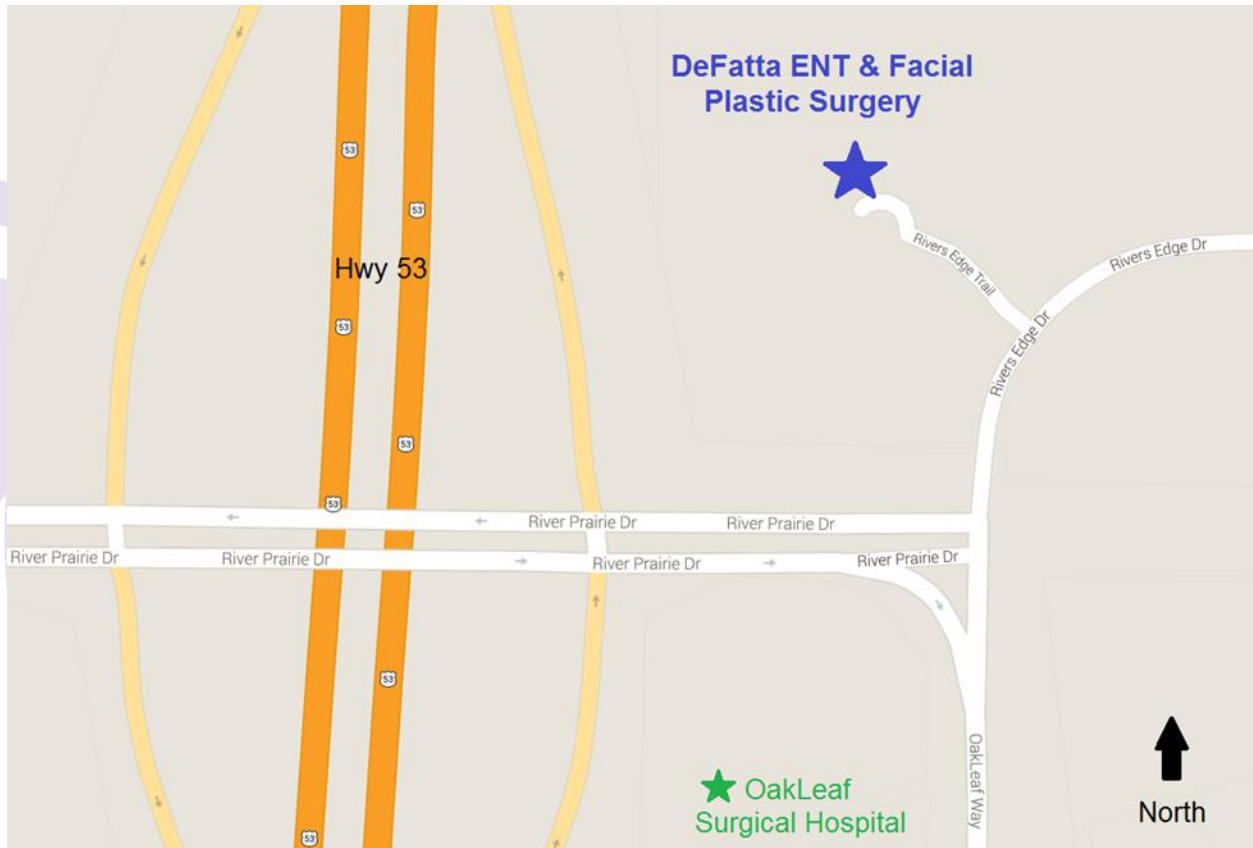 DeFatta ENT & Facial
Plastic Surgery
53
53
Hwy 53
Rivers Edge Trail
Rivers Edge Dr
53
Rivers Edge Dr
53
53
River Prairie Dr
River Prairie Dr
River Prairie Dr
River Prairie Dr
River Prairie Dr
River Prairie Dr
53
OakLeaf Way
OakLeaf
Surgical Hospital
North
53